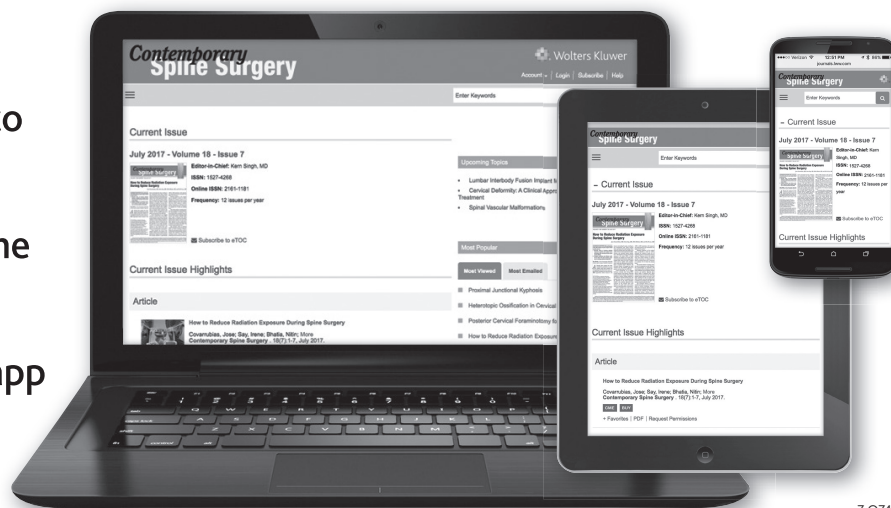 to
ne
app
Contemporary
Spine Surgery
Wolters Kluwer
Account
Login | Subscribe | Help
Enter Keywords
Current Issue
July 2017 - Volume 18 - Issue 7
Editor-in-Chief: Kern Singh, MD
ISSN: 1527-4268
Online ISSN: 2161-1181
Frequency: 12 issues per year
Subscribe to eTOC
Current Issue Highlights
Article
How to Reduce Radiation Exposure During Spine Surgery
Covarrubias, Jose; Say, Irene; Bhatia, Nitin; More
Contemporary Spine Surgery . 18(7):1-7, July 2017.
Upcoming Topics
Lumbar Interbody Fusion Implant M
Cervical Deformity: A Clinical Appro
Treatment
Spinal Vascular Malformations
Most Popular
Most Viewed
Most Emailed
Proximal Junctional Kyphosis
Heterotopic Ossification in Cervical
Posterior Cervical Foraminotomy fo
How to Reduce Radiation Exposure
Contemporary
Spine Surgery
Enter Keywords
Current Issue
July 2017 - Volume 18 - Issue 7
Editor-in-Chief: Kern Singh, MD
ISSN: 1527-4268
Online ISSN: 2161-1181
Frequency: 12 issues per year
Subscribe to eTOC
Current Issue Highlights
Article
How to Reduce Radiation Exposure During Spine Surgery
Covarrubias, Jose; Say, Irene; Bhatia, Nitin; More
Contemporary Spine Surgery . 18(7):1-7, July 2017.
CME BUY
+ Favorites | PDF | Request Permissions
Verizon 12:51 PM
journals.lww.com
Contemporary
Spine Surgery
Enter Keywords
Current Issue
July 2017 - Volume 18 - Issue 7
Editor-in-Chief: Kern
Singh, MD
ISSN: 1527-4268
Online ISSN: 2161-1181
Frequency: 12 issues per
year
Subscribe to eTOC
Current Issue Highlights